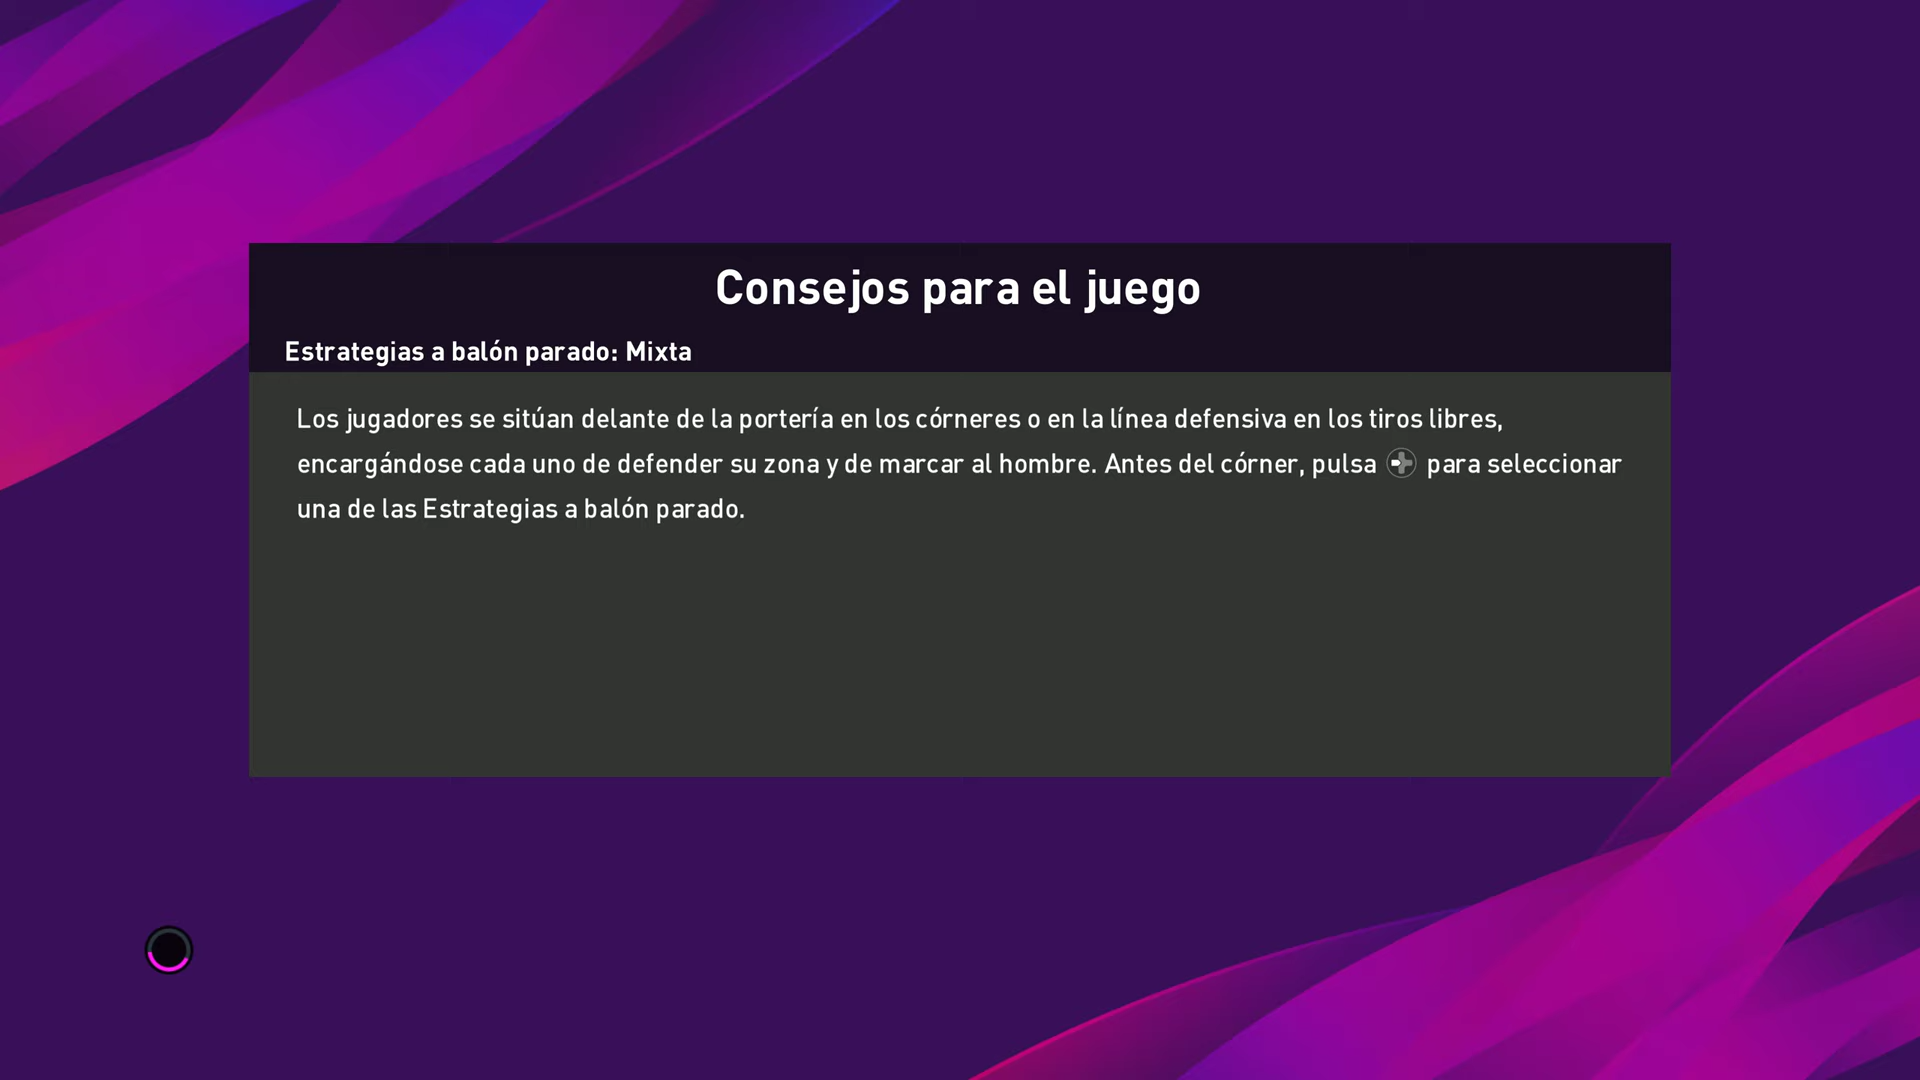 Consejos para el juego
Estrategias a balón parado: Mixta
Los jugadores se sitúan delante de la portería en los córneres o en la línea defensiva en los tiros libres,
encargándose cada uno de defender su zona y de marcar al hombre. Antes del córner, pulsa para seleccionar
una de las Estrategias a balón parado.